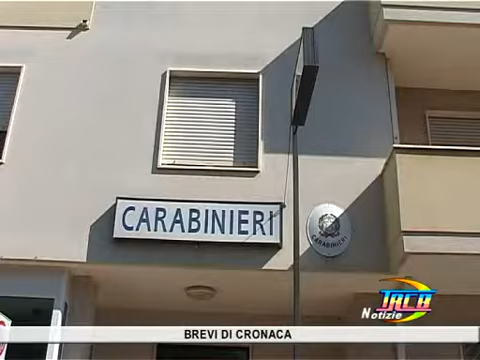 CARABINIERI
CARABINIERI
TRCB
Notizie
BREVI DI CRONACA